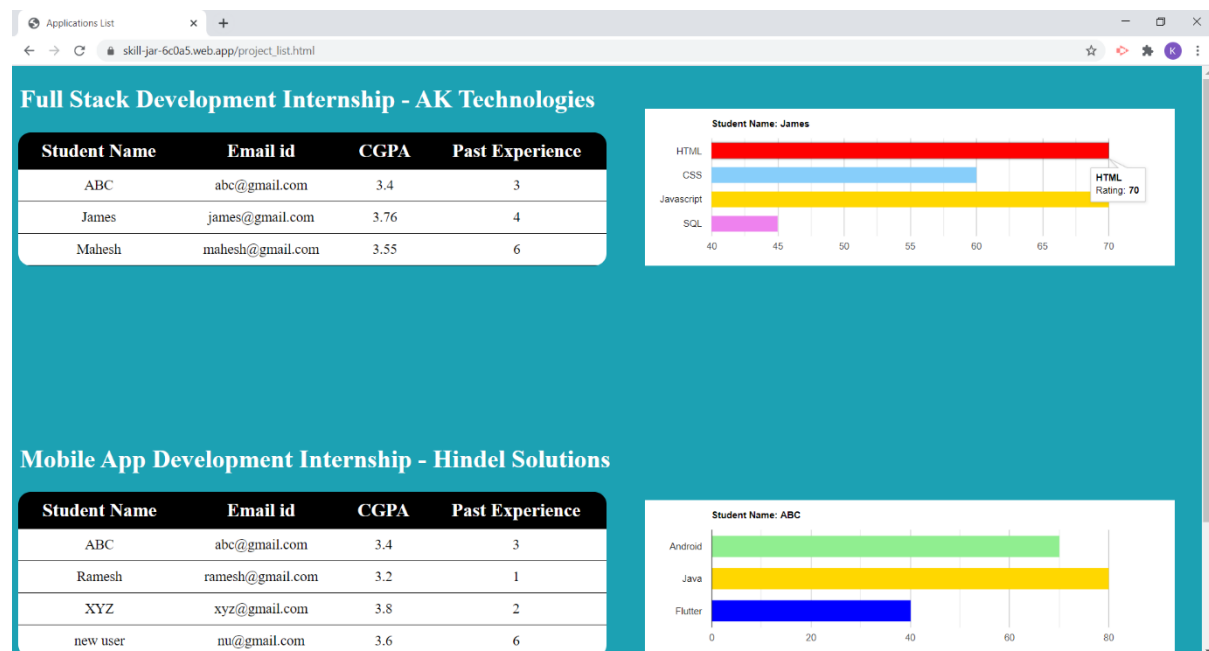 Applications List
skill-jar-6c0a5.web.app/project_list.html
K
Full Stack Development Internship - AK Technologies
Student Name Email id CGPA Past Experience
ABC abc@gmail.com 3.4 3
James james@gmail.com 3.76 4
Mahesh mahesh@gmail.com 3.55 6
Student Name: James
HTML
CSS
Javascript
SQL
40 45 50 55 60 65 70
HTML
Rating: 70
Mobile App Development Internship - Hindel Solutions
Student Name Email id CGPA Past Experience
ABC abc@gmail.com 3.4 3
Ramesh ramesh@gmail.com 3.2 1
XYZ xyz@gmail.com 3.8 2
new user nu@gmail.com 3.6 6
Student Name: ABC
Android
Java
Flutter
0 20 40 60 80